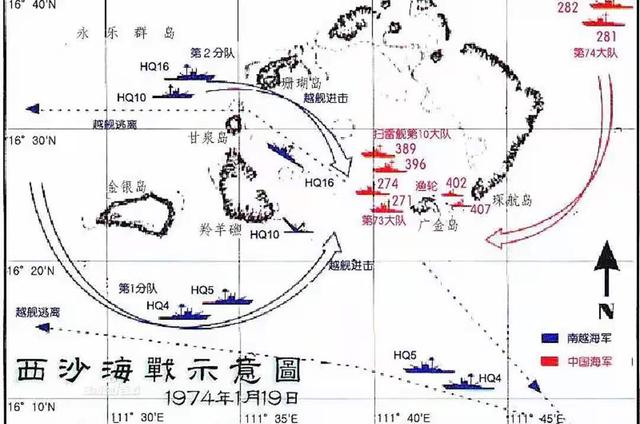 16° 40'
282
永乐群岛
281
第2分队
第74大队
HQ16
珊瑚岛
HQ10
越舰进击
越舰逃离
16° 30'
甘泉岛
扫雷舰第10大队
389
396
HQ16
金银岛
274
渔轮
402
271
407
琛航岛
羚羊礁
HQ10
第73大队
广金岛
16° 20'
越舰进击
第1分队
HQ5
HQ4
越舰逃离
N
南越海军
中国海军
HQ5
HQ4
西沙海戰示意圖
1974年1月19日
16° 10'
111° 30'E
111° 35'E
111° 40'E
111° 45'E